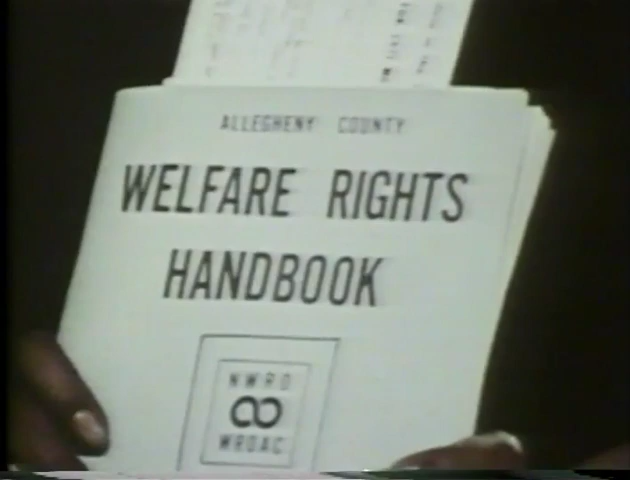 ALLEGHENY COUNTY
WELFARE RIGHTS
HANDBOOK
NWRO
WROAC